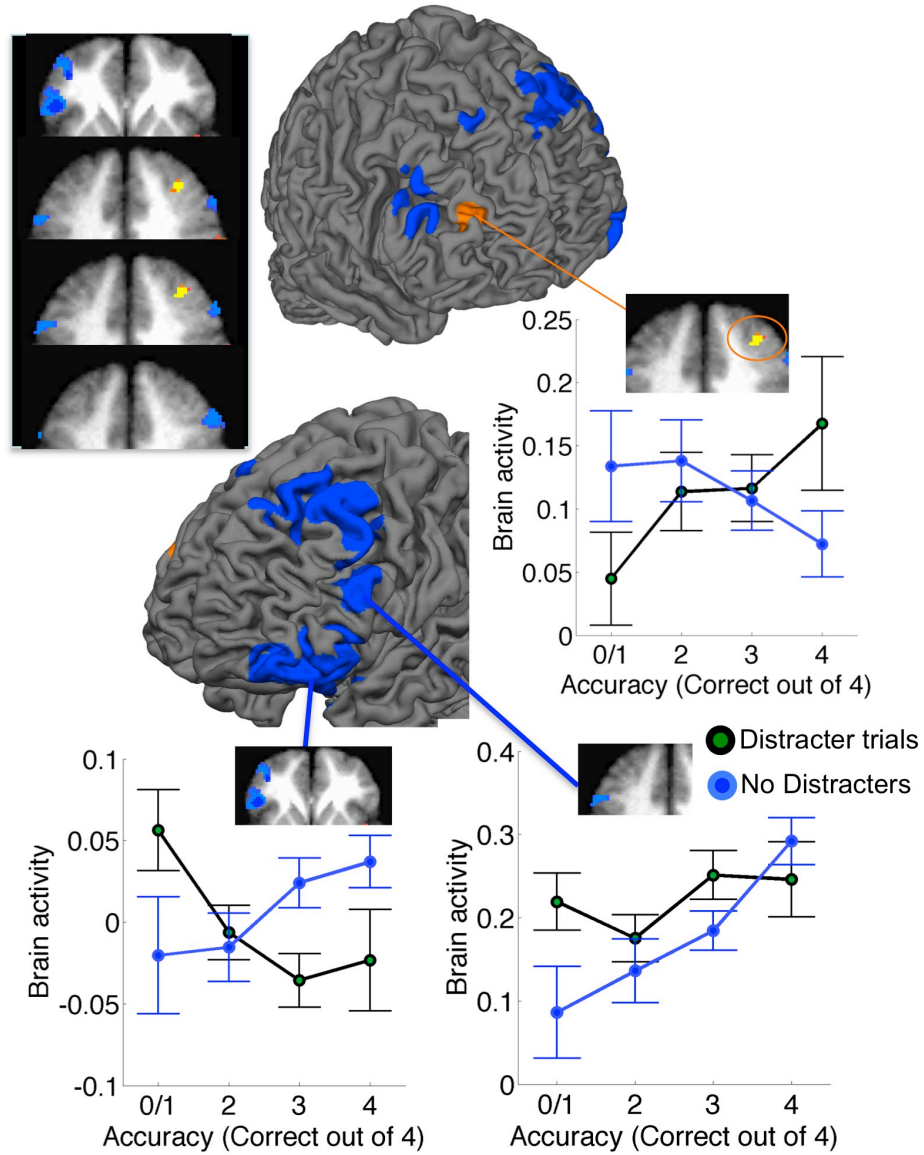 0.25
0.2
0.15
0.1
0.05
0
Brain activity
0/1 2 3 4
Accuracy (Correct out of 4)
Distracter trials
No Distracters
0.1
0.05
0
-0.05
-0.1
Brain activity
0/1 2 3 4
Accuracy (Correct out of 4)
0.4
0.3
0.2
0.1
0
Brain activity
0/1 2 3 4
Accuracy (Correct out of 4)